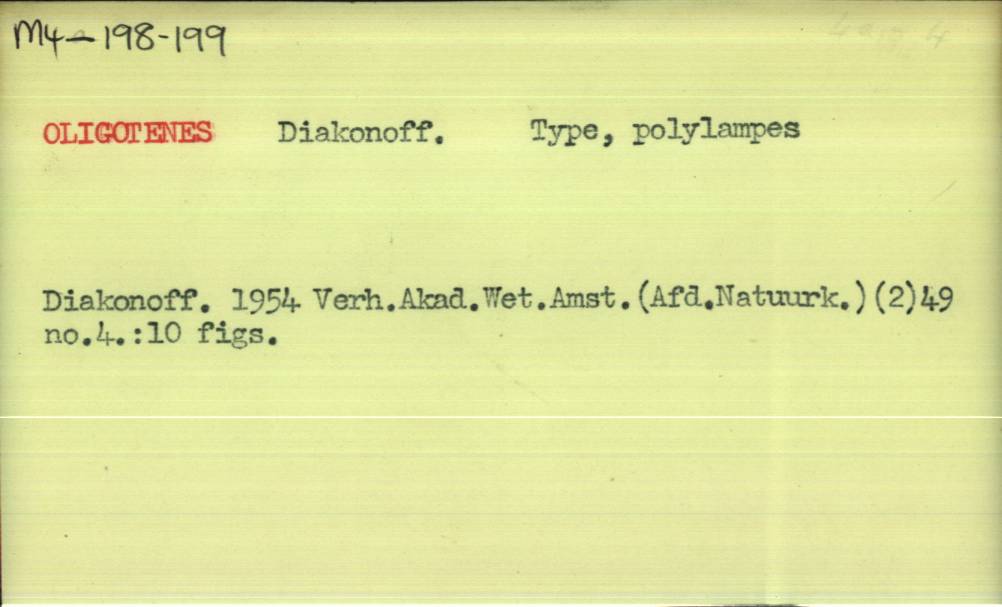 M4-198-199
OLIGOTENES Diakonoff. Type, polylampes
Diakonoff. 1954 Verh.Akad.Wet.Amst.(Afd.Natuurk.)(2)49
no.4.:10 figs.